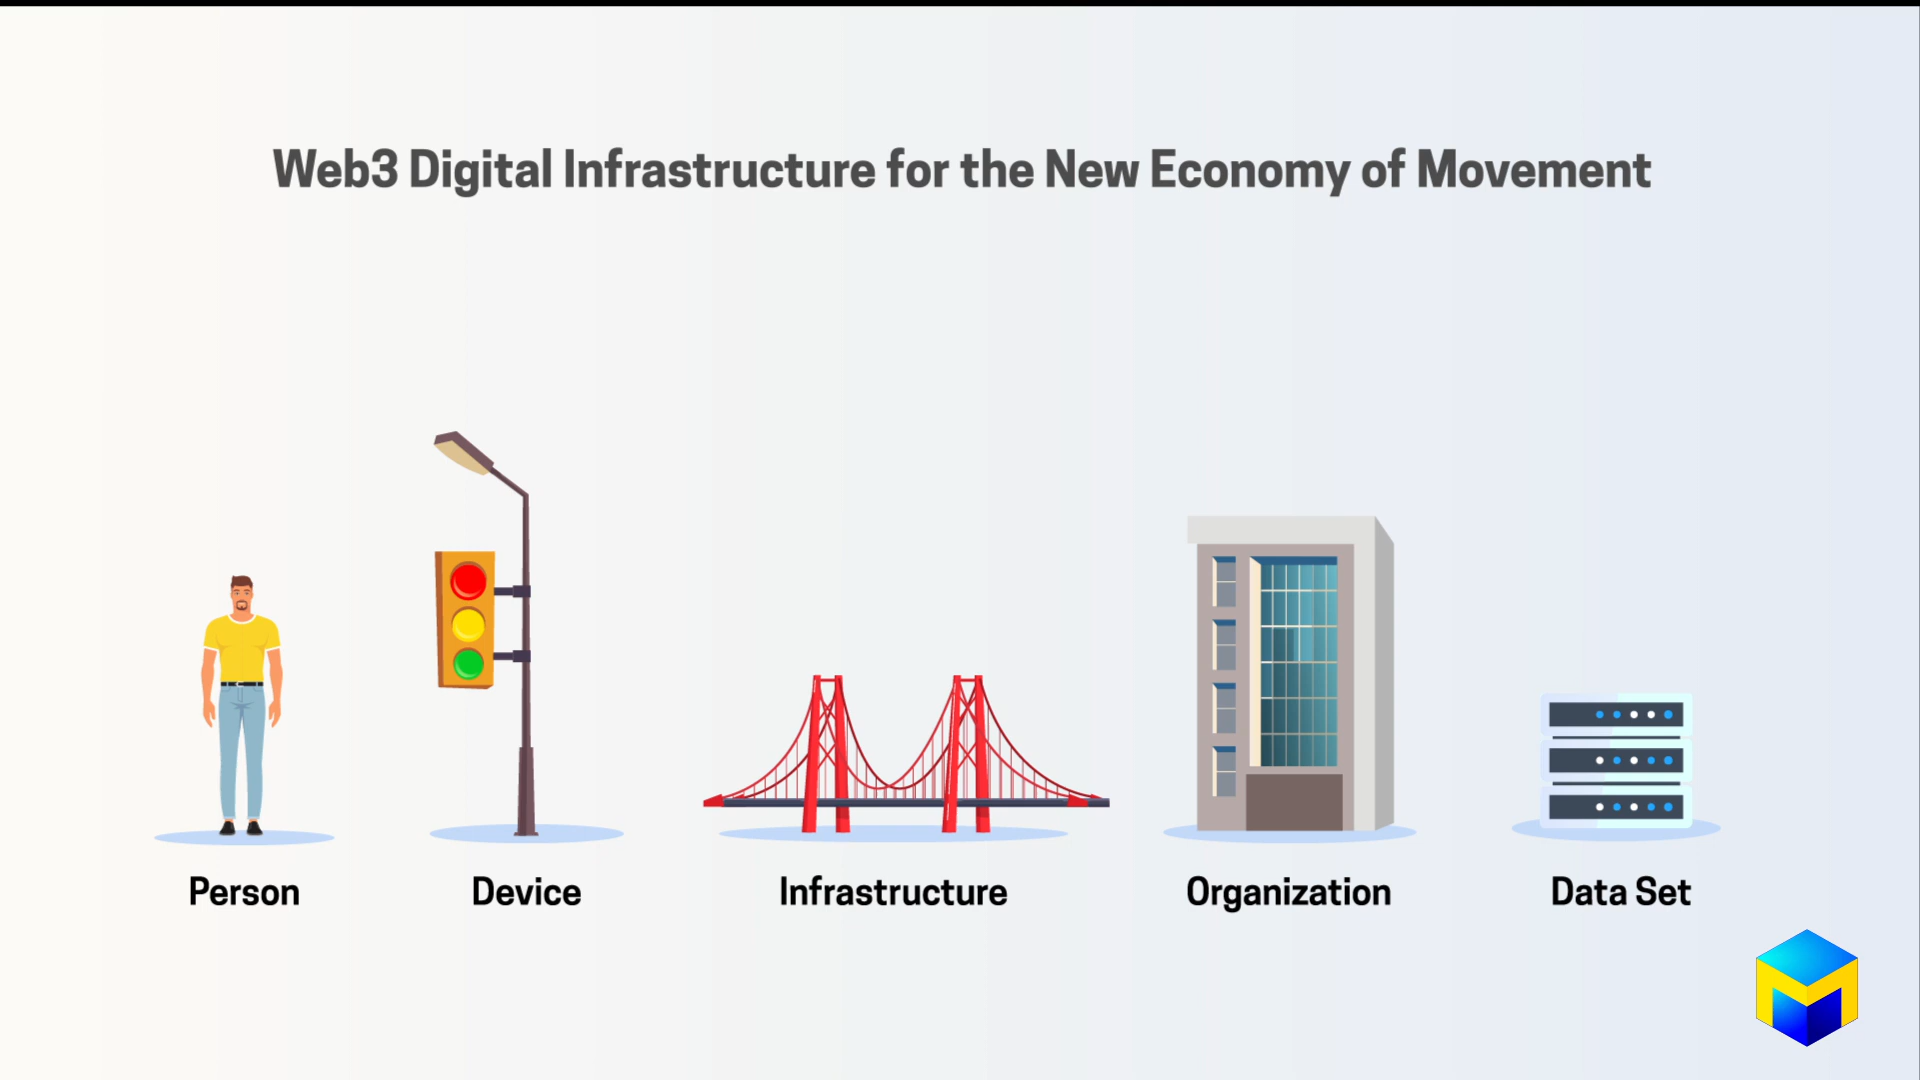 Web3 Digital Infrastructure for the New Economy of Movement
Person
Device
Infrastructure
Organization
Data Set